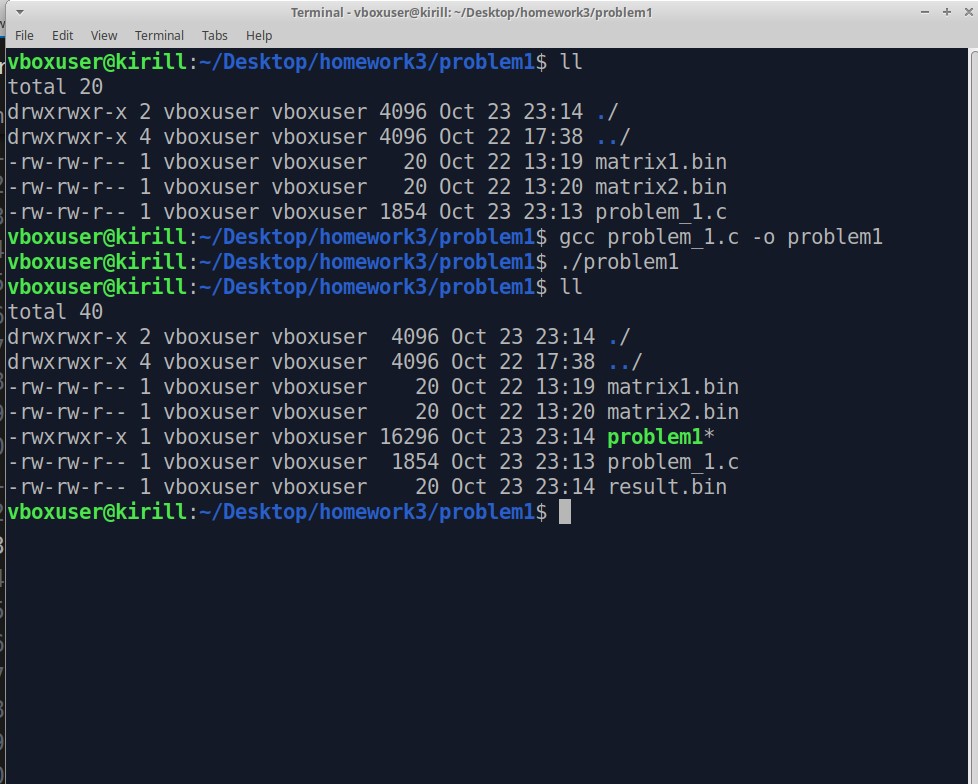 Terminal - vboxuser@kirill: ~/Desktop/homework3/problem1
File Edit View Terminal Tabs Help
vboxuser@kirill:~/Desktop/homework3/problem1$ ll
total 20
drwxrwxr-x 2 vboxuser vboxuser 4096 Oct 23 23:14 ./
drwxrwxr-x 4 vboxuser vboxuser 4096 Oct 22 17:38 ../
-rw-rw-r-- 1 vboxuser vboxuser   20 Oct 22 13:19 matrix1.bin
-rw-rw-r-- 1 vboxuser vboxuser   20 Oct 22 13:20 matrix2.bin
-rw-rw-r-- 1 vboxuser vboxuser 1854 Oct 23 23:13 problem_1.c
vboxuser@kirill:~/Desktop/homework3/problem1$ gcc problem_1.c -o problem1
vboxuser@kirill:~/Desktop/homework3/problem1$ ./problem1
vboxuser@kirill:~/Desktop/homework3/problem1$ ll
total 40
drwxrwxr-x 2 vboxuser vboxuser  4096 Oct 23 23:14 ./
drwxrwxr-x 4 vboxuser vboxuser  4096 Oct 22 17:38 ../
-rw-rw-r-- 1 vboxuser vboxuser    20 Oct 22 13:19 matrix1.bin
-rw-rw-r-- 1 vboxuser vboxuser    20 Oct 22 13:20 matrix2.bin
-rwxrwxr-x 1 vboxuser vboxuser 16296 Oct 23 23:14 problem1*
-rw-rw-r-- 1 vboxuser vboxuser  1854 Oct 23 23:13 problem_1.c
-rw-rw-r-- 1 vboxuser vboxuser    20 Oct 23 23:14 result.bin
vboxuser@kirill:~/Desktop/homework3/problem1$